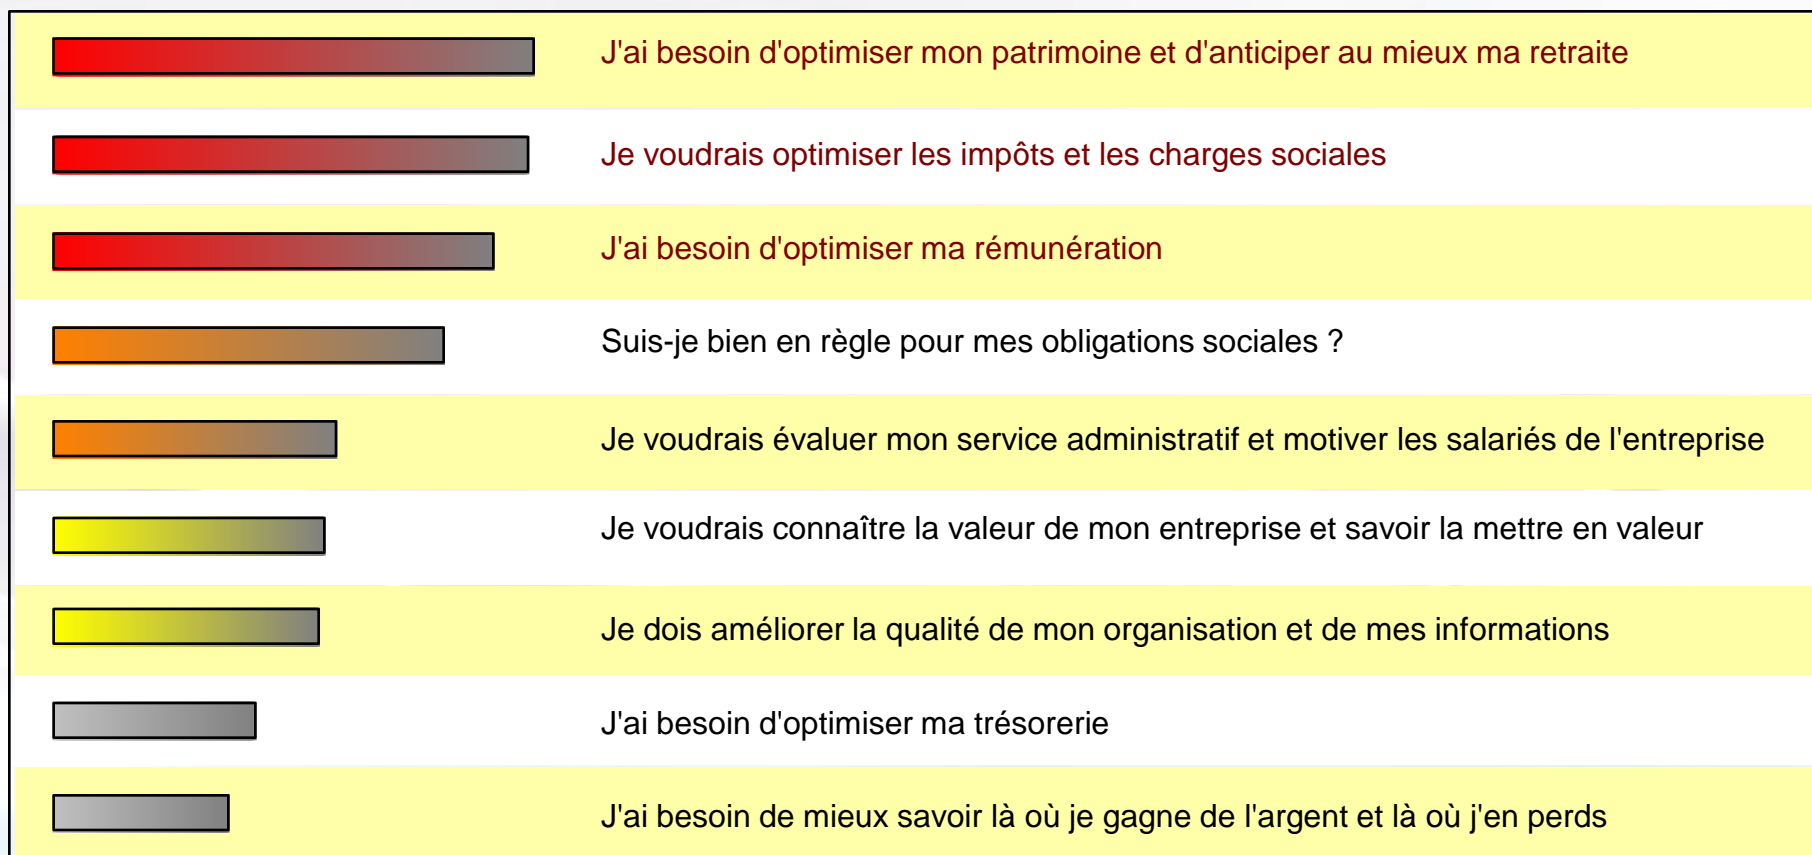 J'ai besoin d'optimiser mon patrimoine et d'anticiper au mieux ma retraite
Je voudrais optimiser les impôts et les charges sociales
J'ai besoin d'optimiser ma rémunération
Suis-je bien en règle pour mes obligations sociales ?
Je voudrais évaluer mon service administratif et motiver les salariés de l'entreprise
Je voudrais connaître la valeur de mon entreprise et savoir la mettre en valeur
Je dois améliorer la qualité de mon organisation et de mes informations
J'ai besoin d'optimiser ma trésorerie
J'ai besoin de mieux savoir là où je gagne de l'argent et là où j'en perds